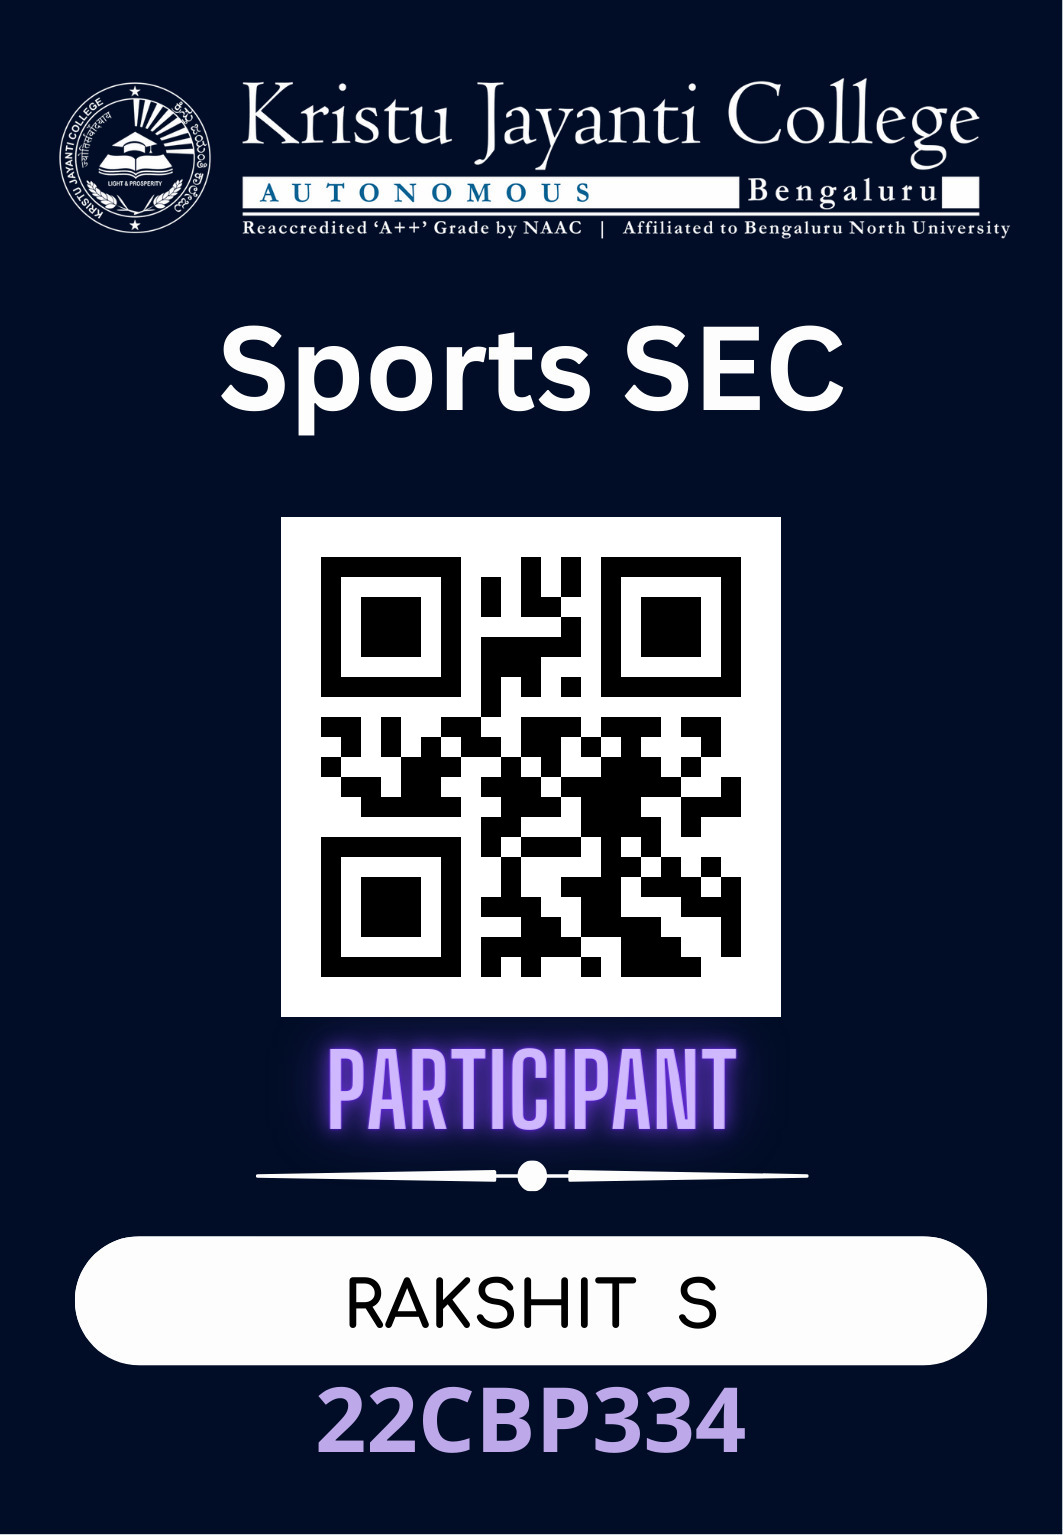 KRISTU JAYANTI COLLEGE
LIGHT & PROSPERITY
Kristu Jayanti College
AUTONOMOUS Bengaluru
Reaccredited ‘A++’ Grade by NAAC | Affiliated to Bengaluru North University
Sports SEC
PARTICIPANT
RAKSHIT S
22CBP334